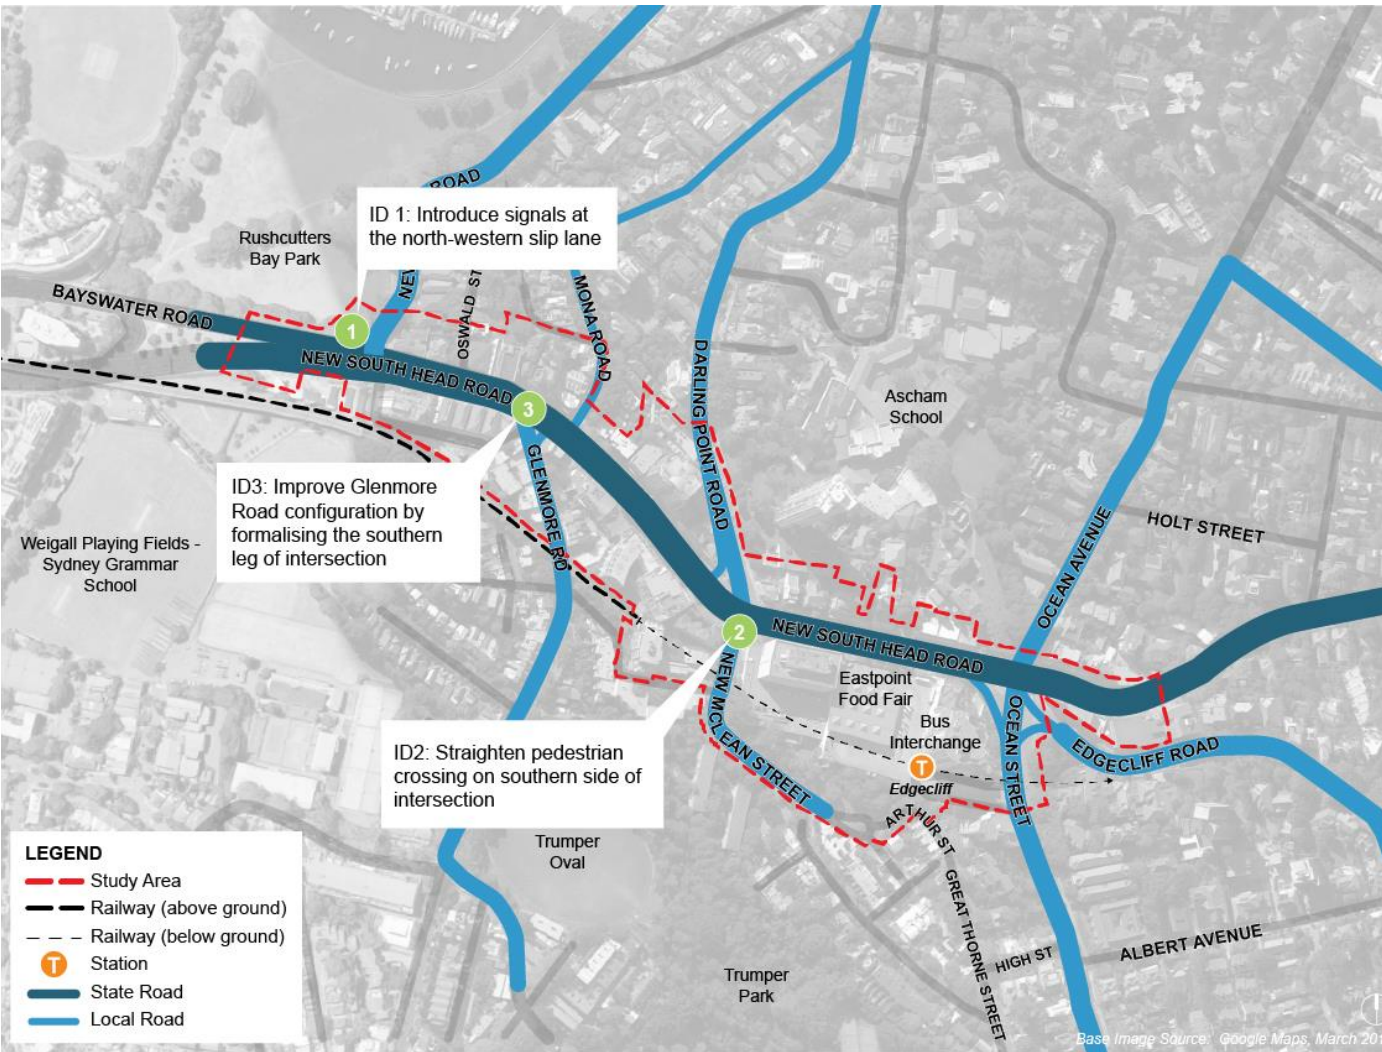 ROAD
ID 1: Introduce signals at
the north-western slip lane
Rushcutters
Bay Park
BAYSWATER ROAD
1
NEW SOUTH HEAD ROAD
OSWALD ST
MONA ROAD
3
GLENMORE RD
DARLING POINT ROAD
Ascham
School
ID3: Improve Glenmore
Road configuration by
formalising the southern
leg of intersection
Weigall Playing Fields -
Sydney Grammar
School
HOLT STREET
OCEAN AVENUE
2
NEW SOUTH HEAD ROAD
NEW MCLEAN STREET
Eastpoint
Food Fair
Bus
Interchange
T
Edgecliff
OCEAN STREET
EDGECLIFF ROAD
ID2: Straighten pedestrian
crossing on southern side of
intersection
ARTHUR ST
GREAT THORNE STREET
HIGH ST
ALBERT AVENUE
Trumper
Oval
Trumper
Park
LEGEND
Study Area
Railway (above ground)
Railway (below ground)
T
Station
State Road
Local Road
Base Image Source: Google Maps, March 201